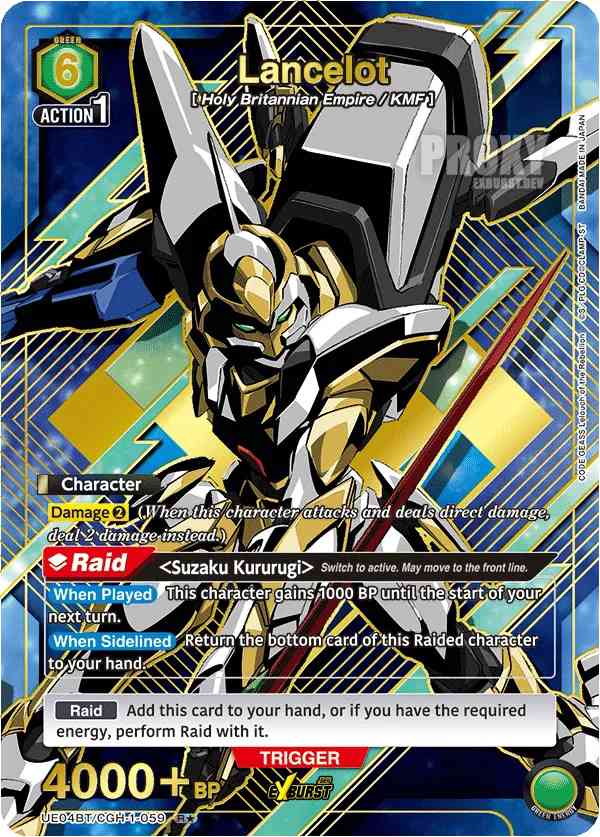 GREEN
6
ACTION 1
Lancelot
[ Holy Britannian Empire / KMF ]
PROXY
EXBURST.DEV
BANDAI MADE IN JAPAN
CODE GEASS Lelouch of the Rebellion
Character
Damage 2 (When this character attacks and deals direct damage,
deal 2 damage instead.)
Raid <Suzaku Kururugi> Switch to active. May move to the front line.
When Played This character gains 1000 BP until the start of your
next turn.
When Sidelined Return the bottom card of this Raided character
to your hand.
Raid Add this card to your hand, or if you have the required
energy, perform Raid with it.
TRIGGER
4000+ BP
EXBURST
UE04BT/CGH-1-059
GREEN ENERGY